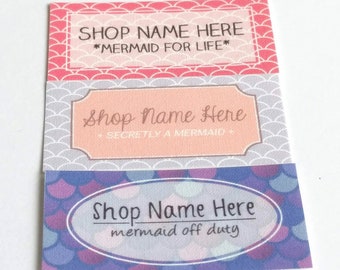 SHOP NAME HERE
*MERMAID FOR LIFE*
Shop Name Here
+ SECRETLY A MERMAID +
Shop Name Here
mermaid off duty